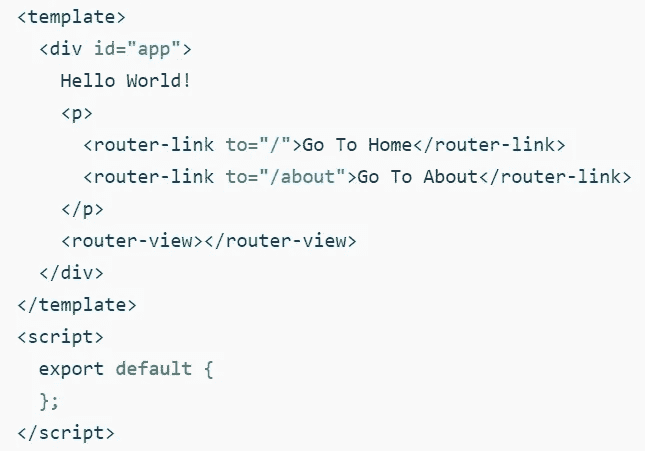 <template>
  <div id="app">
    Hello World!
    <p>
      <router-link to="/">Go To Home</router-link>
      <router-link to="/about">Go To About</router-link>
    </p>
    <router-view></router-view>
  </div>
</template>
<script>
  export default {
  };
</script>